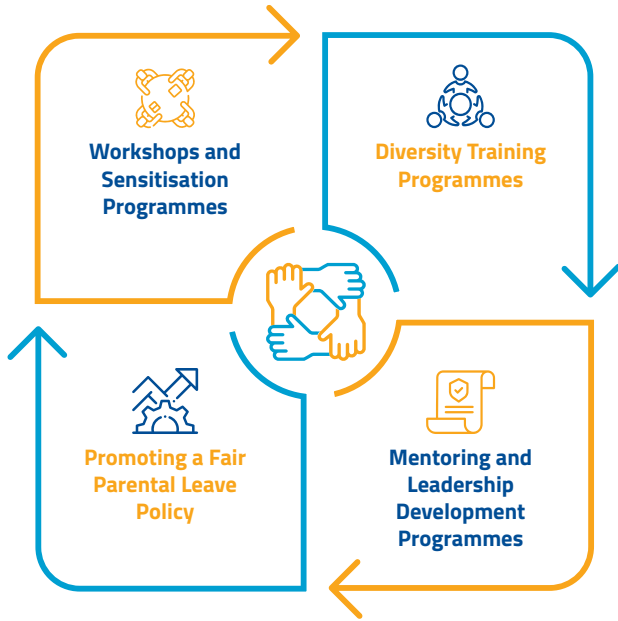 Workshops and
Sensitisation
Programmes
Diversity Training
Programmes
Promoting a Fair
Parental Leave
Policy
Mentoring and
Leadership
Development
Programmes